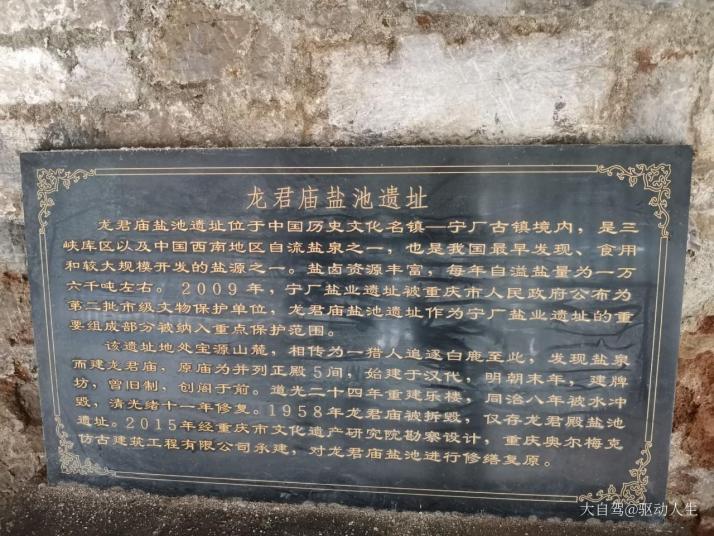 龙君庙盐池遗址
龙君庙盐池遗址位于中国历史文化名镇—宁厂古镇境内，是三
峡库区以及中国西南地区自流盐泉之一，也是我国最早发现、食用
和较大规模开发的盐源之一。盐卤资源丰富，每年自溢盐量为一万
六千吨左右。2009年，宁厂盐业遗址被重庆市人民政府公布为
第二批市级文物保护单位，龙君庙盐池遗址作为宁厂盐业遗址的重
要组成部分被纳入重点保护范围。
该遗址地处宝源山麓，相传为一猎人追逐白鹿至此，发现盐泉
而建龙君庙，原庙为并列正殿5间，始建于汉代，明朝末年，建牌
坊，曾旧制，创阁于前。道光二十四年重建乐楼，同治八年被水冲
毁，清光绪十一年修复。1958年龙君庙被拆毁，仅存龙君殿盐池
遗址。2015年经重庆市文化遗产研究院勘察设计，重庆奥尔梅克
仿古建筑工程有限公司承建，对龙君庙盐池进行修缮复原。
大自驾@驱动人生